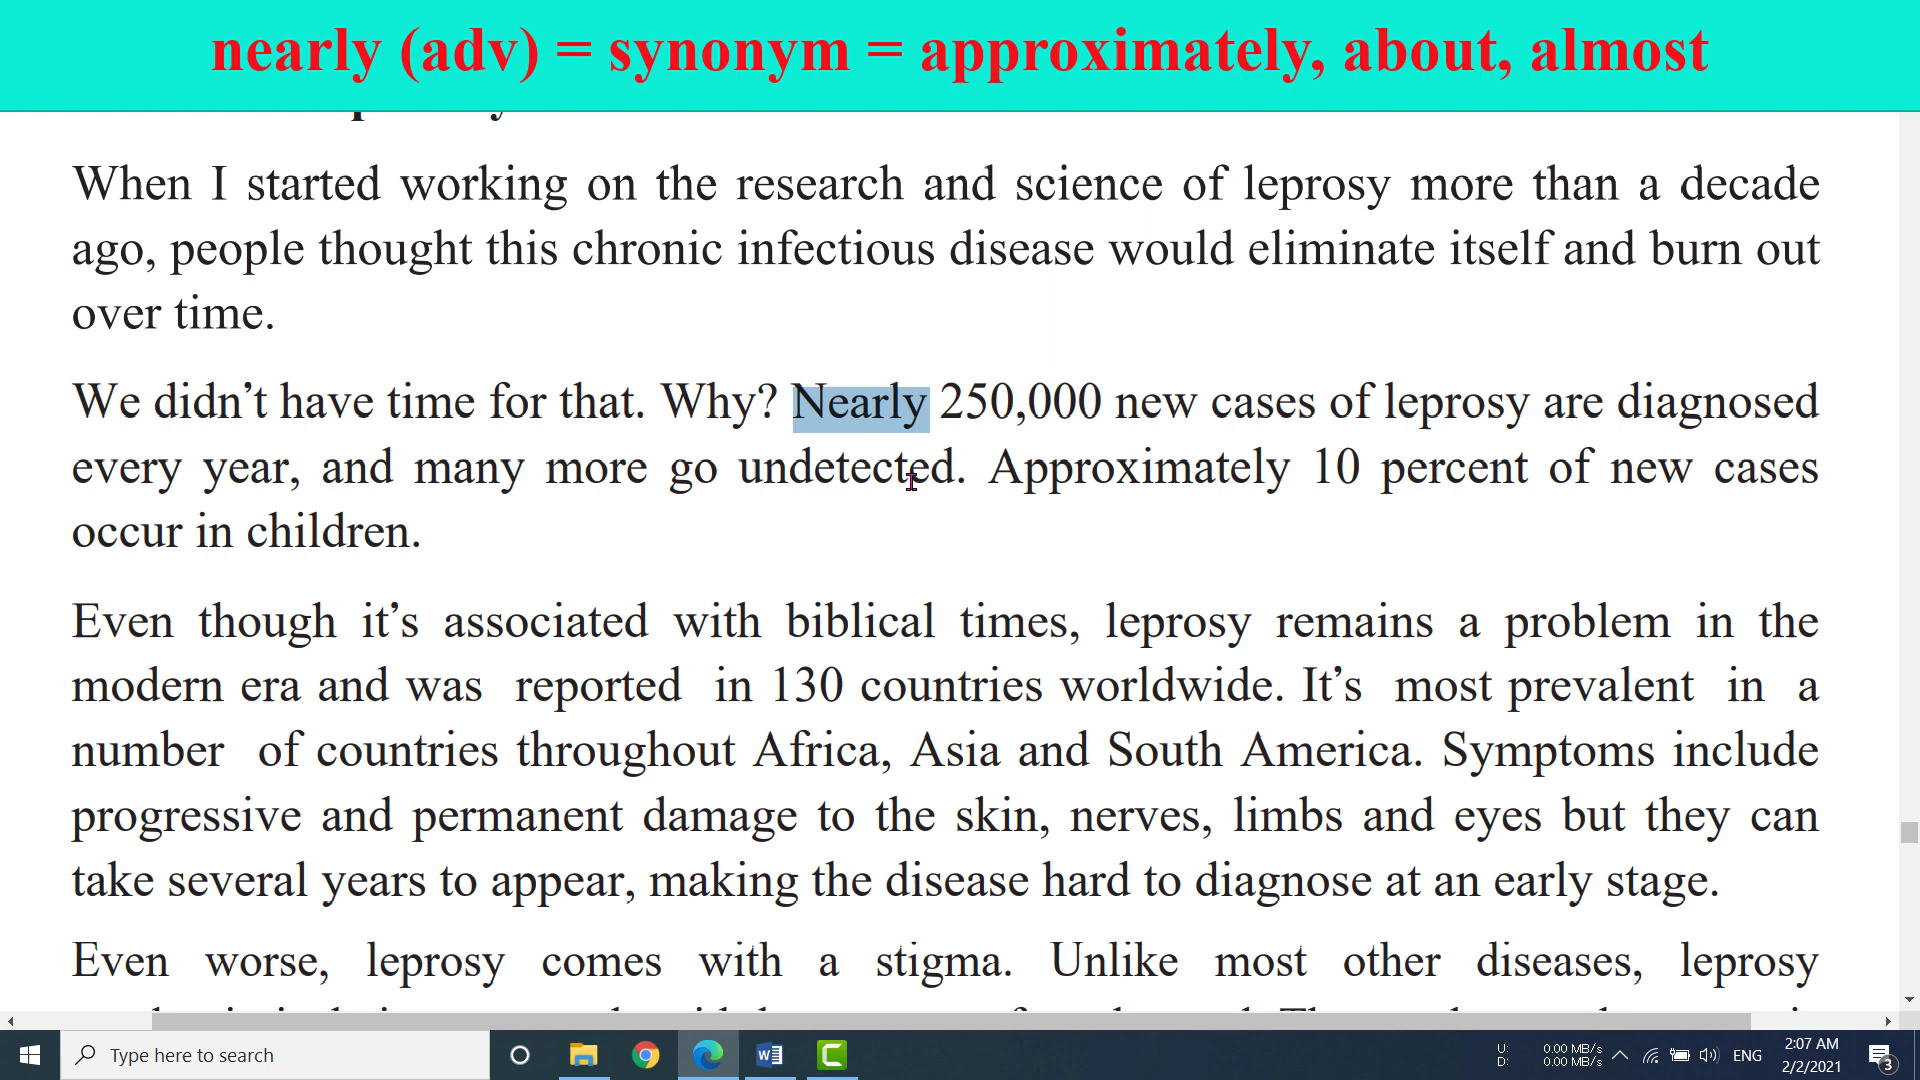 nearly (adv) = synonym = approximately, about, almost
When I started working on the research and science of leprosy more than a decade
ago, people thought this chronic infectious disease would eliminate itself and burn out
over time.
We didn’t have time for that. Why? Nearly 250,000 new cases of leprosy are diagnosed
every year, and many more go undetected. Approximately 10 percent of new cases
occur in children.
Even though it’s associated with biblical times, leprosy remains a problem in the
modern era and was reported in 130 countries worldwide. It’s most prevalent in a
number of countries throughout Africa, Asia and South America. Symptoms include
progressive and permanent damage to the skin, nerves, limbs and eyes but they can
take several years to appear, making the disease hard to diagnose at an early stage.
Even worse, leprosy comes with a stigma. Unlike most other diseases, leprosy
Type here to search
U: 0.00 MB/s
D: 0.00 MB/s
ENG
2:07 AM
2/2/2021
3